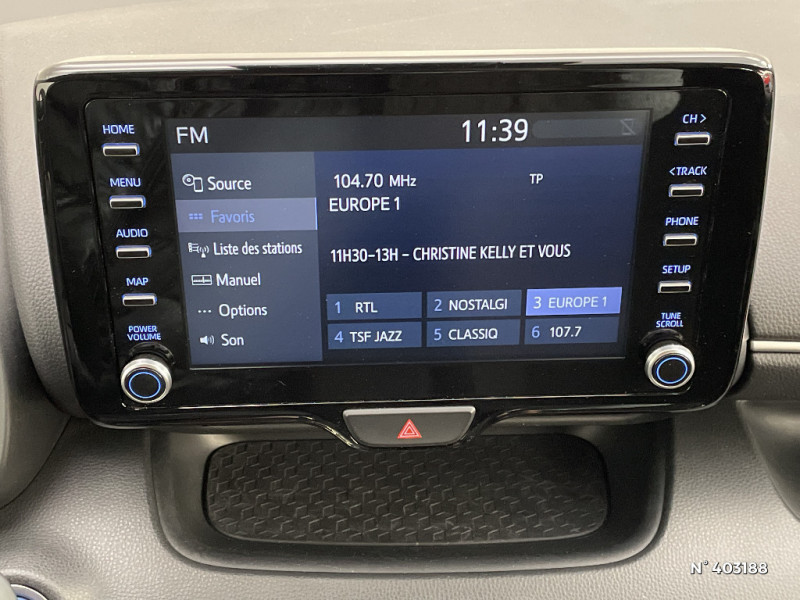 HOME
MENU
AUDIO
MAP
POWER
VOLUME
FM
11:39
Source
Favoris
Liste des stations
Manuel
Options
Son
104.70 MHz
TP
EUROPE 1
11H30-13H - CHRISTINE KELLY ET VOUS
1 RTL
2 NOSTALGI
3 EUROPE 1
4 TSF JAZZ
5 CLASSIQ
6 107.7
CH >
< TRACK
PHONE
SETUP
TUNE
SCROLL
N° 403188